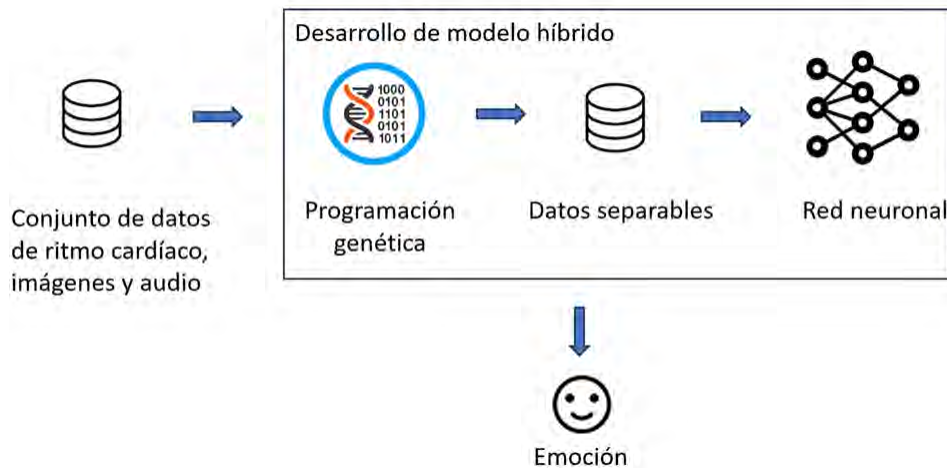 Desarrollo de modelo híbrido
1000
0101
1101
0101
1011
Conjunto de datos
de ritmo cardíaco,
imágenes y audio
Programación
genética
Datos separables
Red neuronal
Emoción